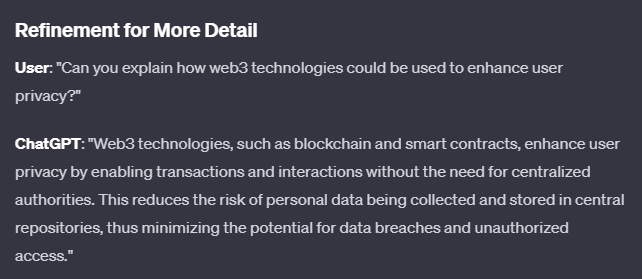 Refinement for More Detail
User: "Can you explain how web3 technologies could be used to enhance user
privacy?"
ChatGPT: "Web3 technologies, such as blockchain and smart contracts, enhance user
privacy by enabling transactions and interactions without the need for centralized
authorities. This reduces the risk of personal data being collected and stored in central
repositories, thus minimizing the potential for data breaches and unauthorized
access."